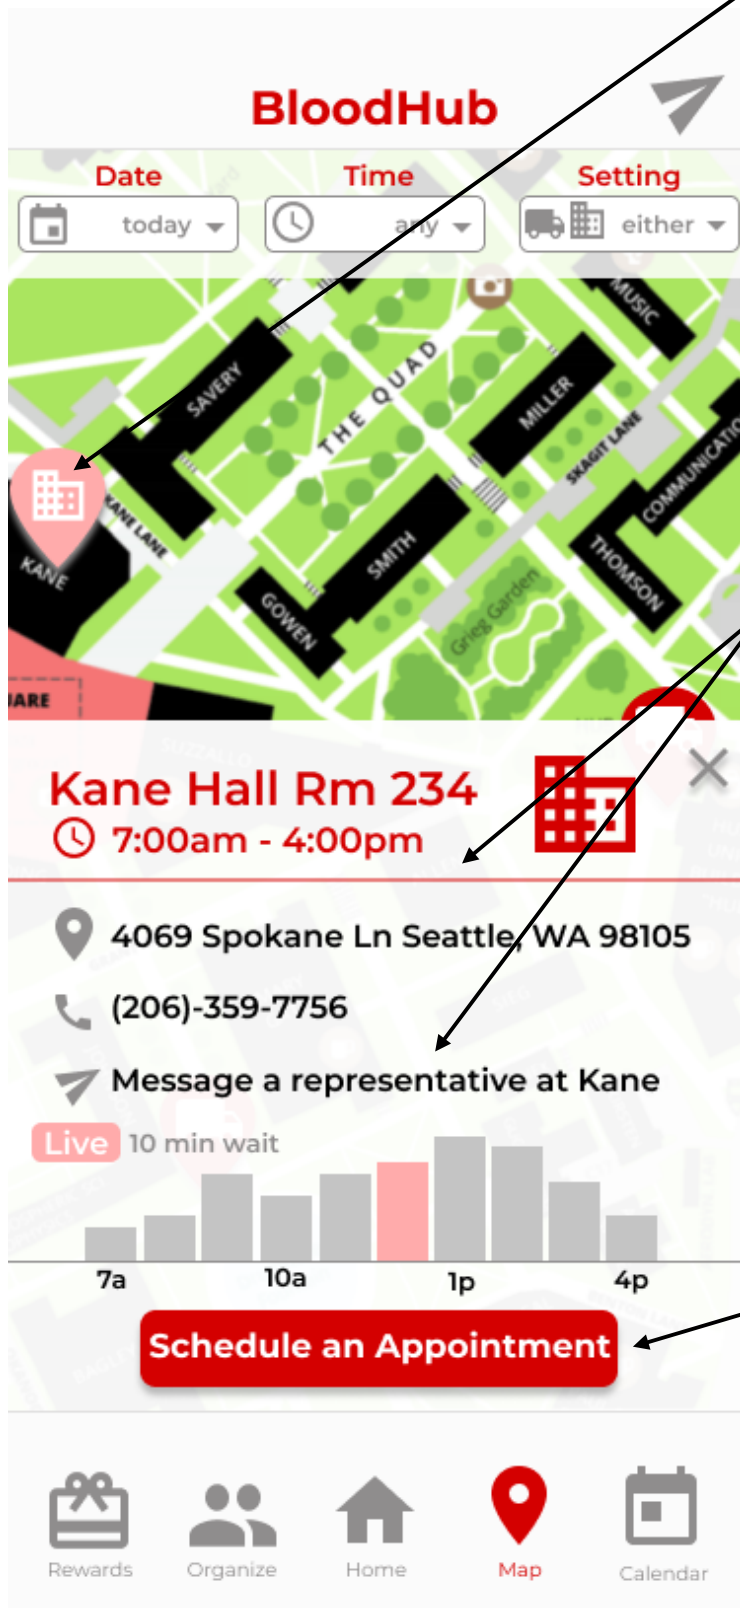 BloodHub
Date Time Setting
today any either
MUSIC
SAVERY
THE QUAD
MILLER
SKAGIT LANE
KANE LANE
KANE
SMITH
THOMSON
GOWEN
Grieg Garden
Kane Hall Rm 234
7:00am - 4:00pm
4069 Spokane Ln Seattle, WA 98105
(206)-359-7756
Message a representative at Kane
Live 10 min wait
7a 10a 1p 4p
Schedule an Appointment
Rewards Organize Home Map Calendar